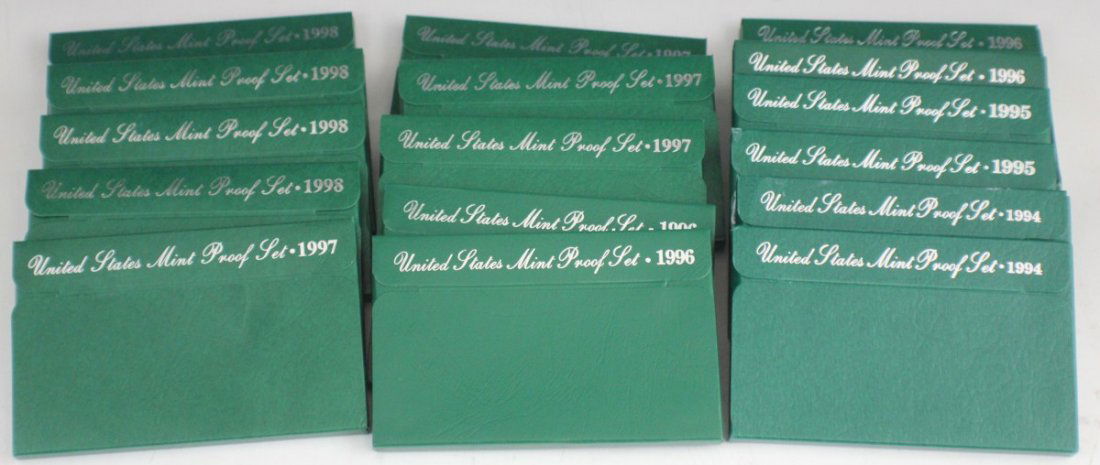 United States Mint Proof Set • 1998
United States Mint Proof Set • 1998
United States Mint Proof Set • 1998
United States Mint Proof Set • 1998
United States Mint Proof Set • 1997
United States Mint Proof Set • 1997
United States Mint Proof Set • 1997
United States Mint Proof Set • 1997
United States Mint Proof Set • 1996
United States Mint Proof Set • 1996
United States Mint Proof Set • 1996
United States Mint Proof Set • 1996
United States Mint Proof Set • 1995
United States Mint Proof Set • 1995
United States Mint Proof Set • 1994
United States Mint Proof Set • 1994